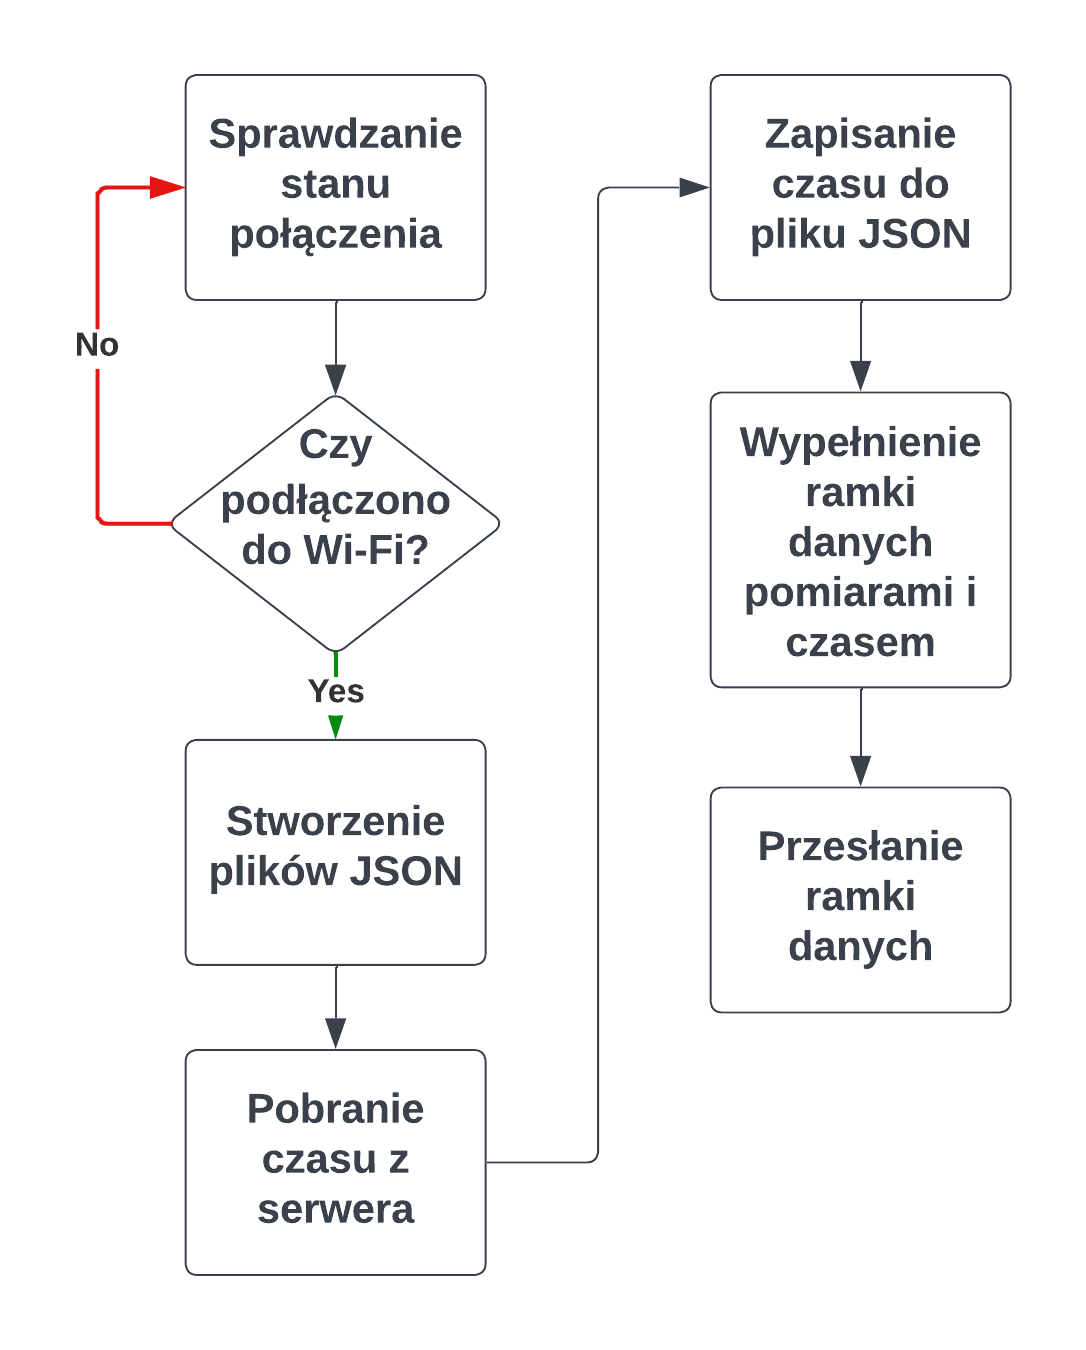 Sprawdzanie
stanu
połączenia
No
Czy
podłączono
do Wi-Fi?
Yes
Stworzenie
plików JSON
Pobranie
czasu z
serwera
Zapisanie
czasu do
pliku JSON
Wypełnienie
ramki
danych
pomiarami i
czasem
Przesłanie
ramki
danych